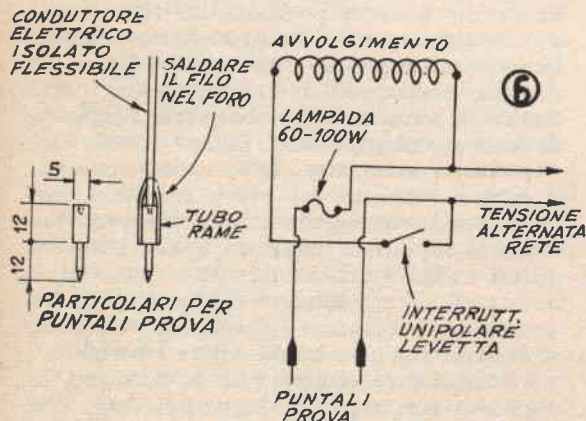 CONDUTTORE
ELETTRICO
ISOLATO
FLESSIBILE
SALDARE
IL FILO
NEL FORO
5
12
12
TUBO
RAME
PARTICOLARI PER
PUNTALI PROVA
AVVOLGIMENTO
6
LAMPADA
60-100W
TENSIONE
ALTERNATA
RETE
INTERRUTT.
UNIPOLARE
LEVETTA
PUNTALI
PROVA